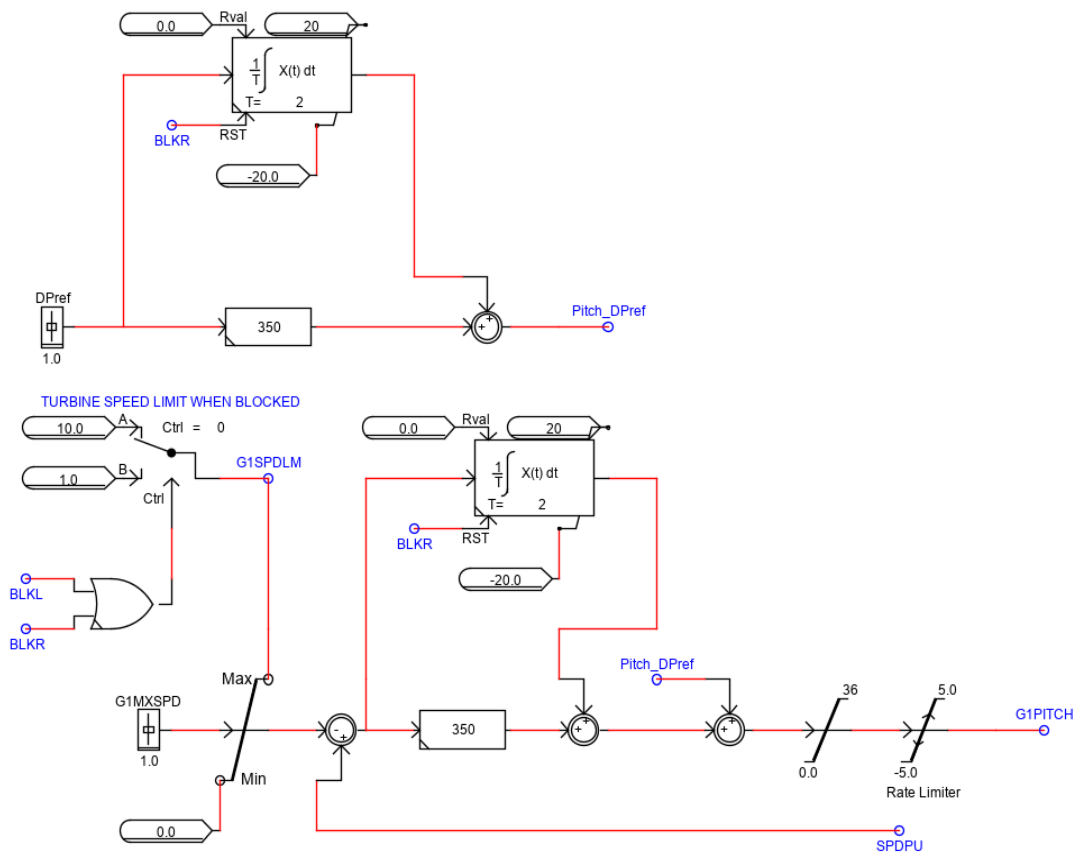 Rval
0.0
20
1
T
X(t) dt
T= 2
BLKR
RST
-20.0
DPref
1.0
350
+
+
Pitch_DPref
TURBINE SPEED LIMIT WHEN BLOCKED
10.0
A
Ctrl = 0
1.0
B
Ctrl
G1SPDLM
Rval
0.0
20
1
T
X(t) dt
T= 2
BLKR
RST
-20.0
BLKL
BLKR
Max
G1MXSPD
1.0
Min
0.0
-
+
350
+
+
Pitch_DPref
+
+
36
0.0
5.0
-5.0
Rate Limiter
G1PITCH
SPDPU